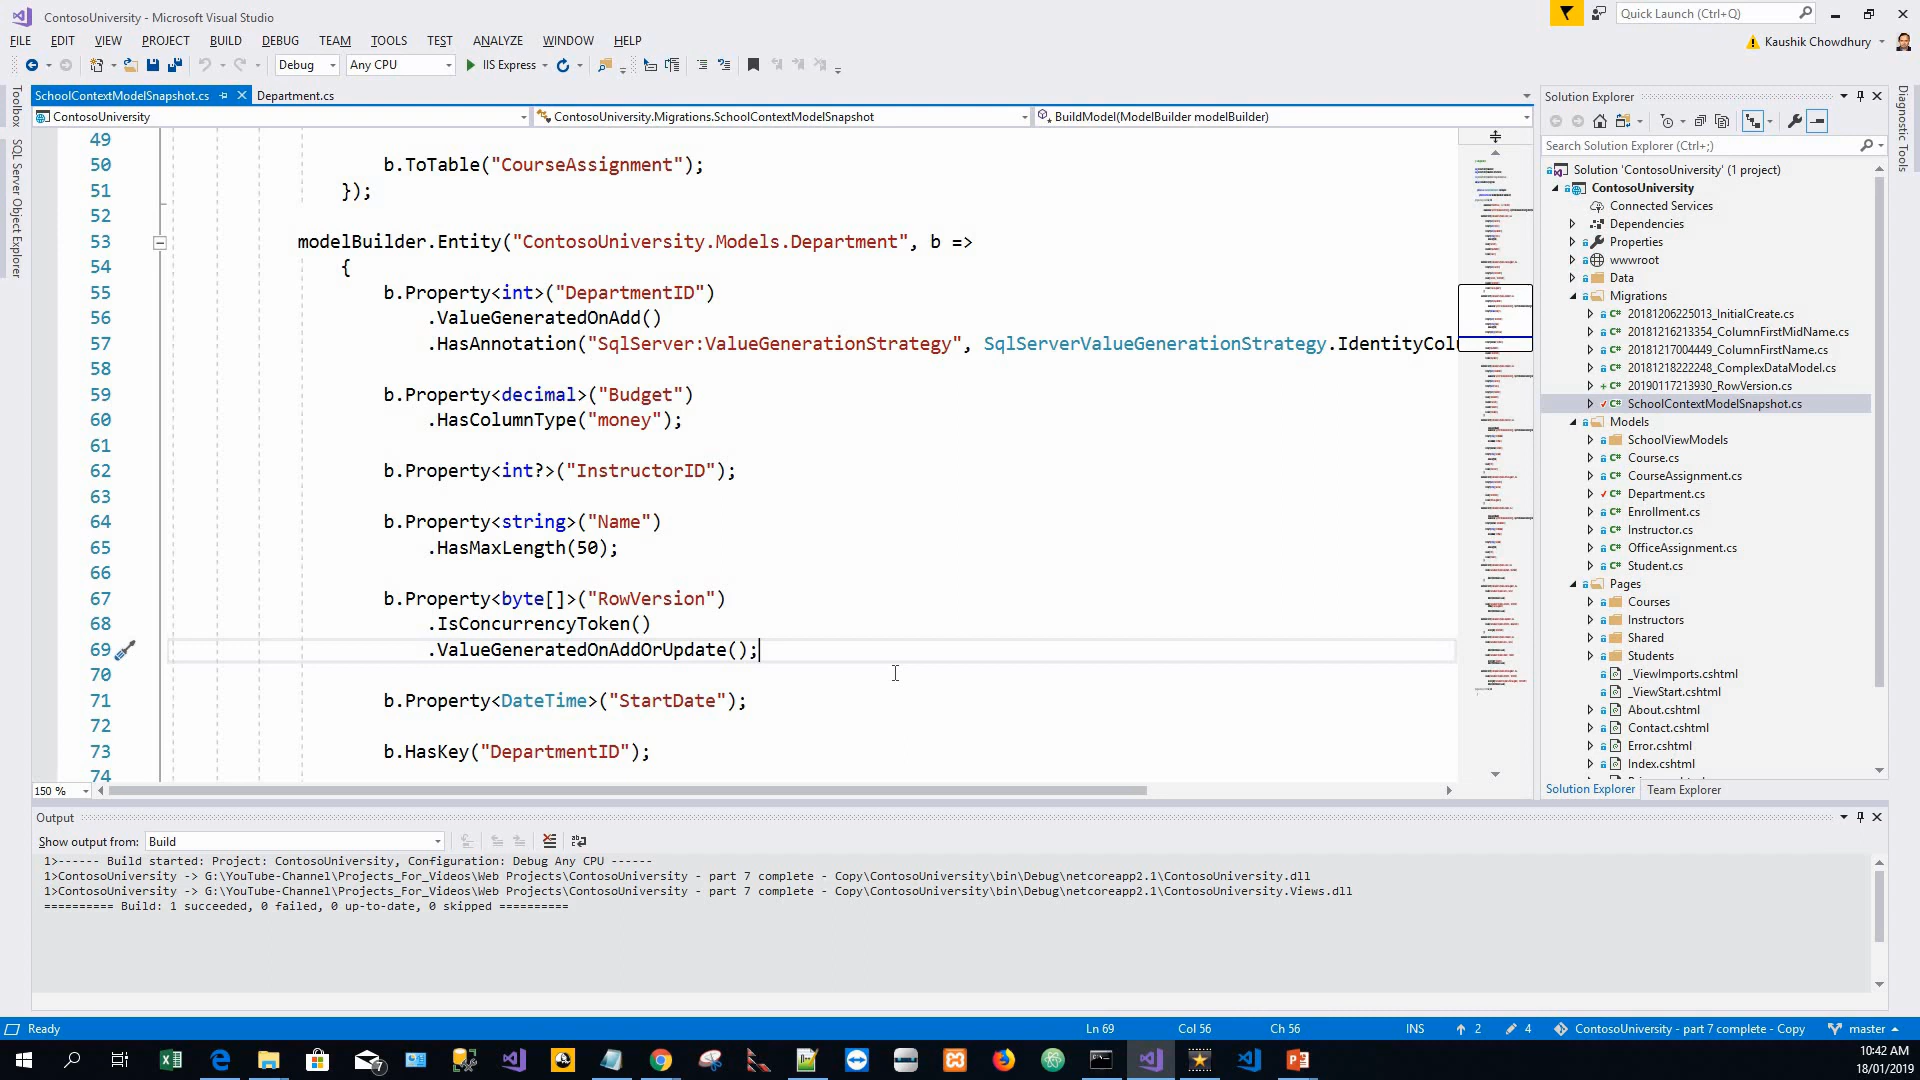 ContosoUniversity - Microsoft Visual Studio
Quick Launch (Ctrl+Q)
FILE EDIT VIEW PROJECT BUILD DEBUG TEAM TOOLS TEST ANALYZE WINDOW HELP
Kaushik Chowdhury
Debug Any CPU IIS Express
SchoolContextModelSnapshot.cs Department.cs
ContosoUniversity ContosoUniversity.Migrations.SchoolContextModelSnapshot BuildModel(ModelBuilder modelBuilder)
Toolbox
SQL Server Object Explorer
49
50 b.ToTable("CourseAssignment");
51 });
52
53 modelBuilder.Entity("ContosoUniversity.Models.Department", b =>
54 {
55 b.Property<int>("DepartmentID")
56 .ValueGeneratedOnAdd()
57 .HasAnnotation("SqlServer:ValueGenerationStrategy", SqlServerValueGenerationStrategy.IdentityCol
58
59 b.Property<decimal>("Budget")
60 .HasColumnType("money");
61
62 b.Property<int?>("InstructorID");
63
64 b.Property<string>("Name")
65 .HasMaxLength(50);
66
67 b.Property<byte[]>("RowVersion")
68 .IsConcurrencyToken()
69 .ValueGeneratedOnAddOrUpdate();
70
71 b.Property<DateTime>("StartDate");
72
73 b.HasKey("DepartmentID");
74
150 %
Solution Explorer
Search Solution Explorer (Ctrl+;)
Solution 'ContosoUniversity' (1 project)
ContosoUniversity
Connected Services
Dependencies
Properties
wwwroot
Data
Migrations
20181206225013_InitialCreate.cs
20181216213354_ColumnFirstMidName.cs
20181217004449_ColumnFirstName.cs
20181218222248_ComplexDataModel.cs
20190117213930_RowVersion.cs
SchoolContextModelSnapshot.cs
Models
SchoolViewModels
Course.cs
CourseAssignment.cs
Department.cs
Enrollment.cs
Instructor.cs
OfficeAssignment.cs
Student.cs
Pages
Courses
Instructors
Shared
Students
_ViewImports.cshtml
_ViewStart.cshtml
About.cshtml
Contact.cshtml
Error.cshtml
Index.cshtml
Solution Explorer Team Explorer
Diagnostic Tools
Output
Show output from: Build
1>------ Build started: Project: ContosoUniversity, Configuration: Debug Any CPU ------
1>ContosoUniversity -> G:\YouTube-Channel\Projects_For_Videos\Web Projects\ContosoUniversity - part 7 complete - Copy\ContosoUniversity\bin\Debug\netcoreapp2.1\ContosoUniversity.dll
1>ContosoUniversity -> G:\YouTube-Channel\Projects_For_Videos\Web Projects\ContosoUniversity - part 7 complete - Copy\ContosoUniversity\bin\Debug\netcoreapp2.1\ContosoUniversity.Views.dll
========== Build: 1 succeeded, 0 failed, 0 up-to-date, 0 skipped ==========
Ready Ln 69 Col 56 Ch 56 INS 2 4 ContosoUniversity - part 7 complete - Copy master
7
10:42 AM
18/01/2019